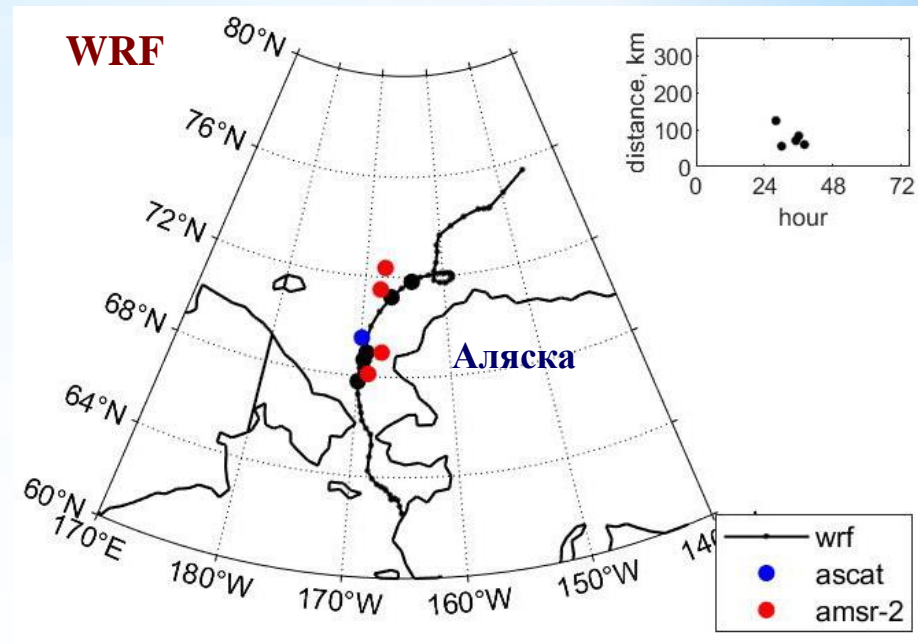 WRF
80°N
76°N
72°N
68°N
64°N
60°N
170°E
180°W
170°W
160°W
150°W
Аляска
distance, km
300
200
100
0
0
24
48
72
hour
wrf
ascat
amsr-2